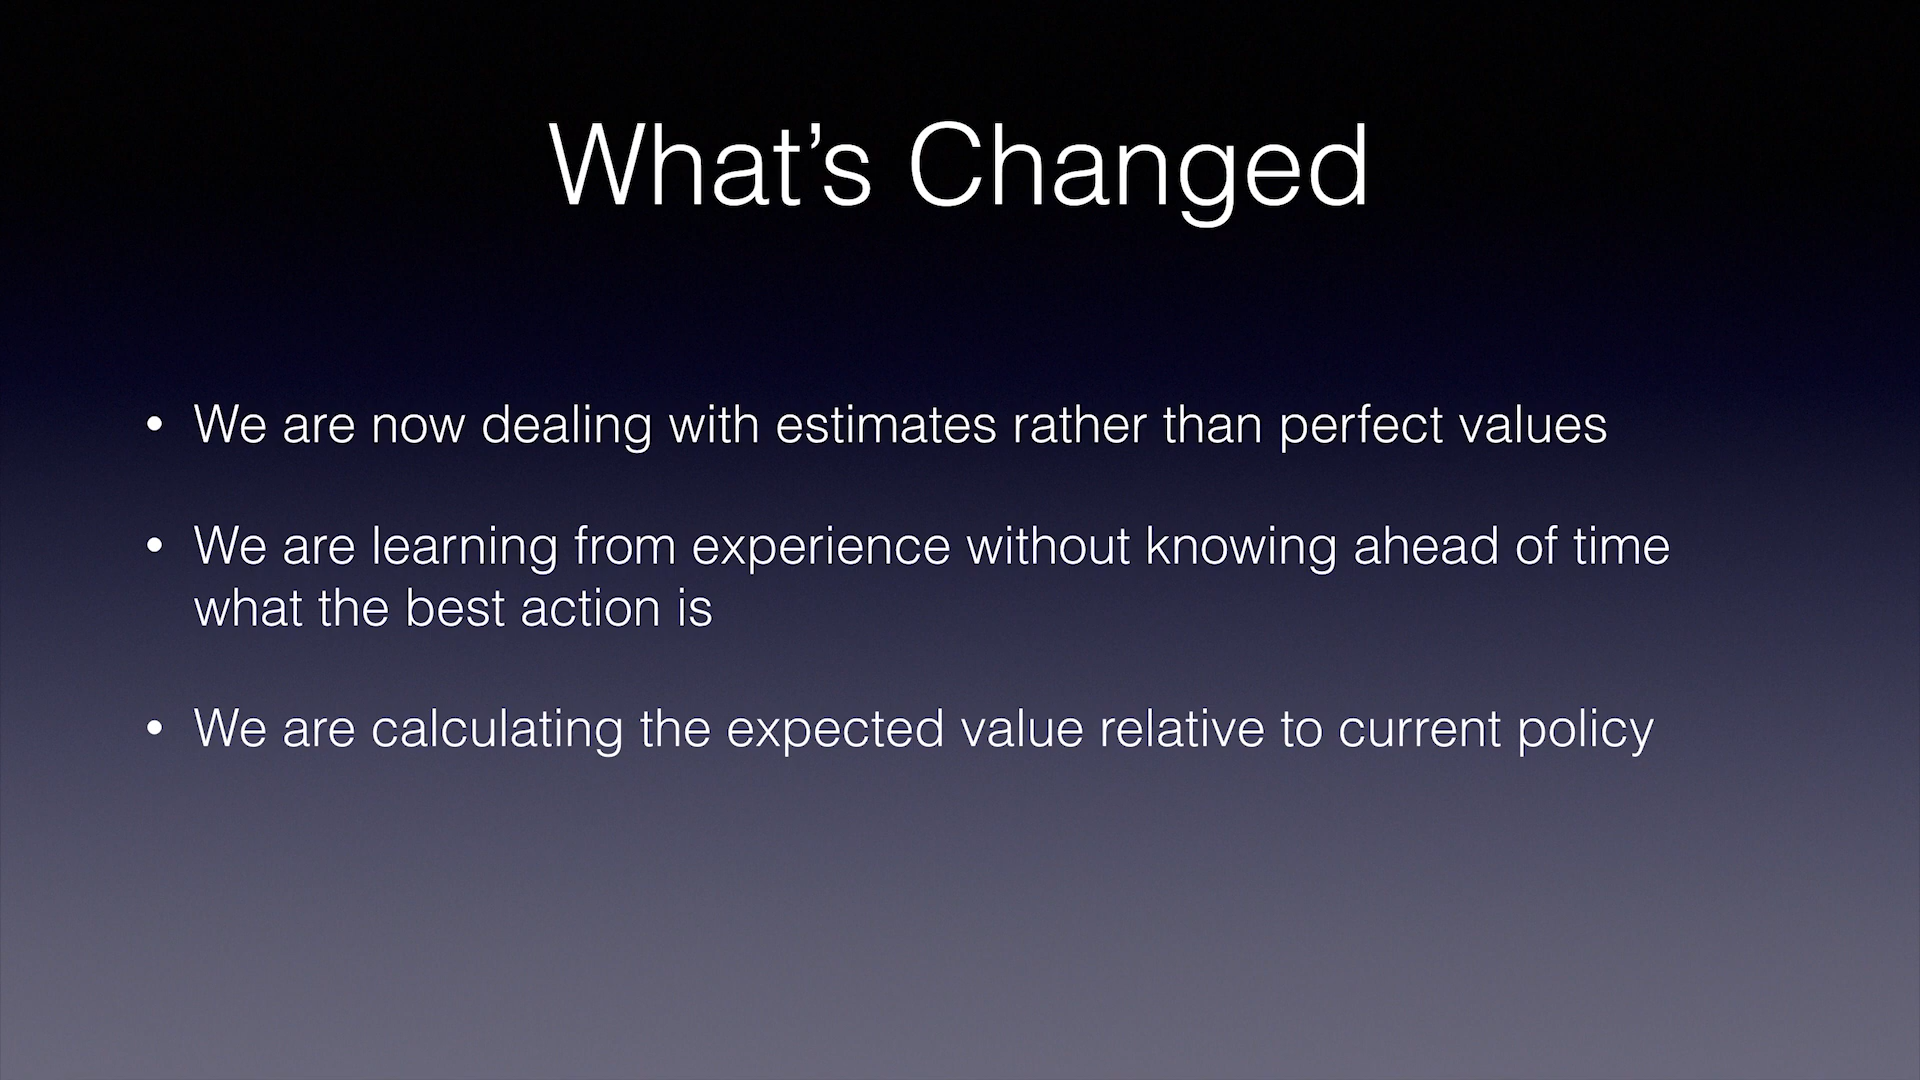 What’s Changed
• We are now dealing with estimates rather than perfect values
• We are learning from experience without knowing ahead of time
what the best action is
• We are calculating the expected value relative to current policy